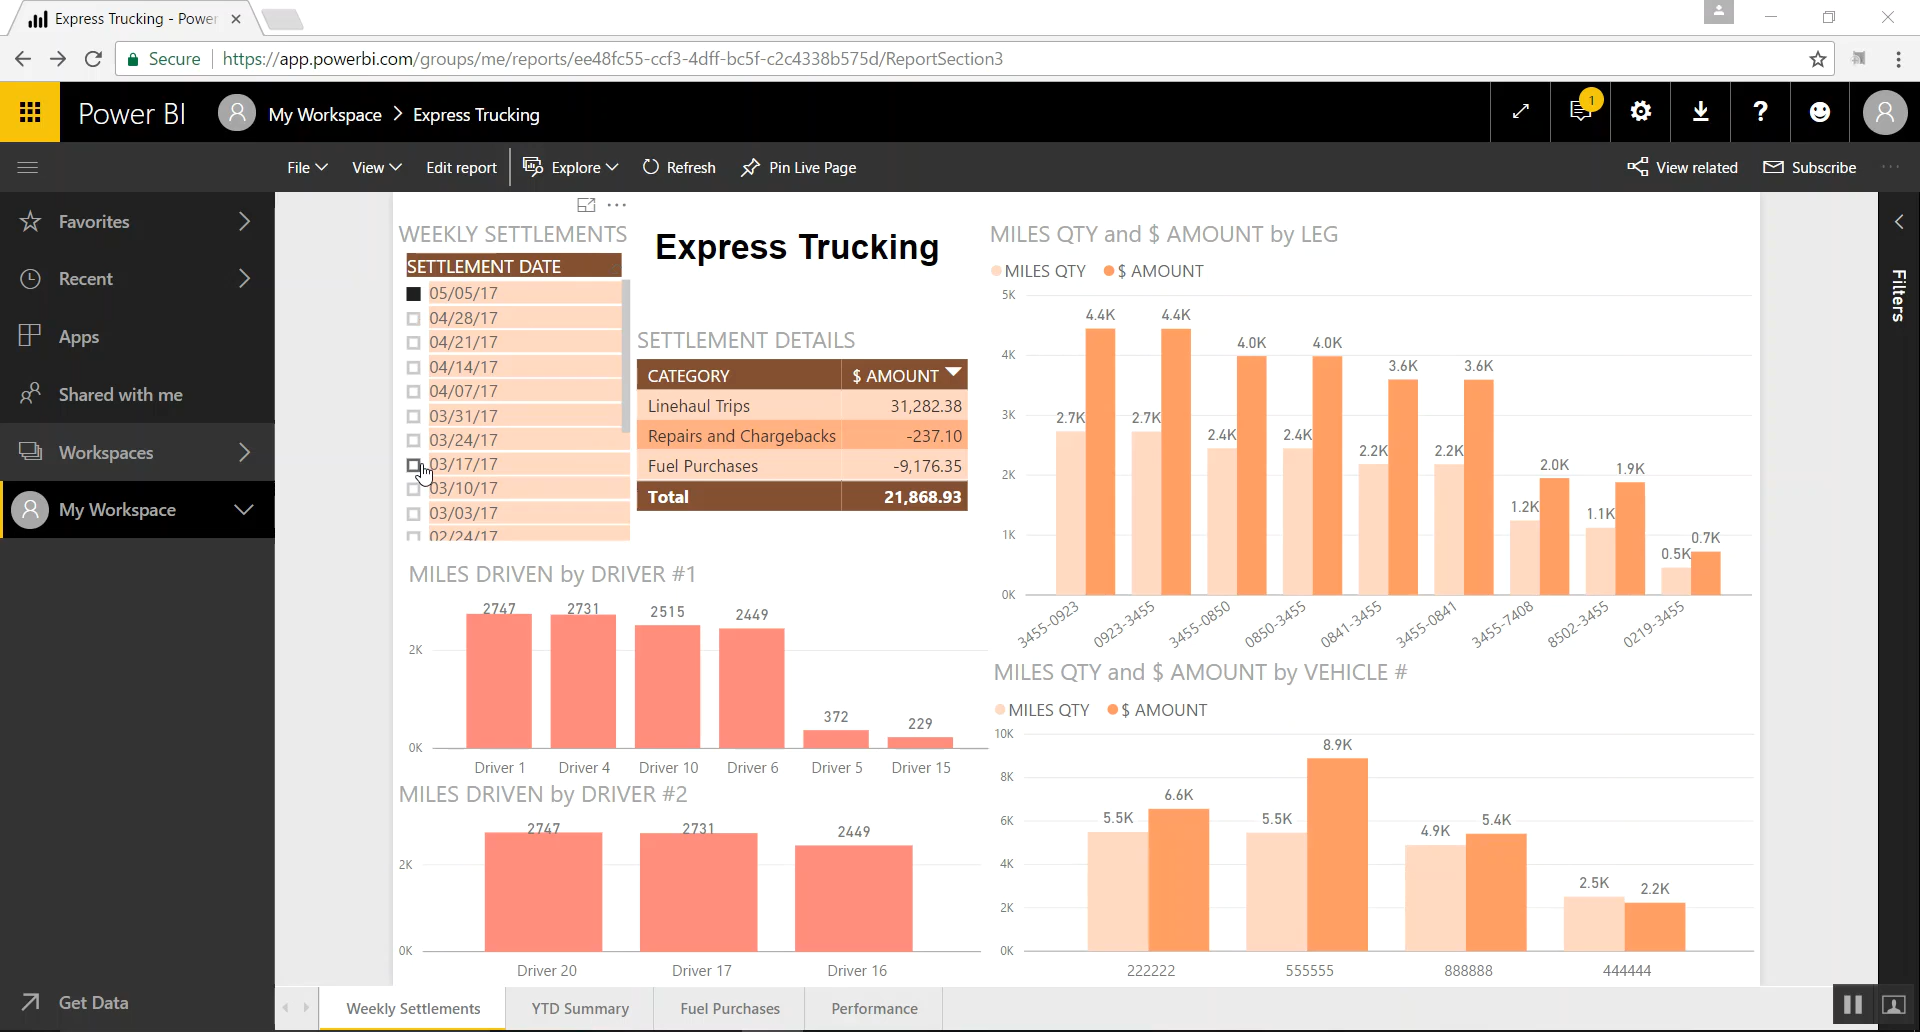 Express Trucking - Power
Secure https://app.powerbi.com/groups/me/reports/ee48fc55-ccf3-4dff-bc5f-c2c4338b575d/ReportSection3
Power BI My Workspace > Express Trucking 1 ?
File View Edit report Explore Refresh Pin Live Page View related Subscribe ...
Favorites
Recent
Apps
Shared with me
Workspaces
My Workspace
Get Data
WEEKLY SETTLEMENTS
SETTLEMENT DATE
05/05/17
04/28/17
04/21/17
04/14/17
04/07/17
03/31/17
03/24/17
03/17/17
03/10/17
03/03/17
02/24/17
Express Trucking
SETTLEMENT DETAILS
CATEGORY $ AMOUNT
Linehaul Trips 31,282.38
Repairs and Chargebacks -237.10
Fuel Purchases -9,176.35
Total 21,868.93
MILES DRIVEN by DRIVER #1
2747 2731 2515 2449 372 229
2K
0K
Driver 1 Driver 4 Driver 10 Driver 6 Driver 5 Driver 15
MILES DRIVEN by DRIVER #2
2747 2731 2449
2K
0K
Driver 20 Driver 17 Driver 16
MILES QTY and $ AMOUNT by LEG
MILES QTY $ AMOUNT
5K
4K
3K
2K
1K
0K
2.7K 4.4K 2.7K 4.4K 2.4K 4.0K 2.4K 4.0K 2.2K 3.6K 2.2K 3.6K 1.2K 2.0K 1.1K 1.9K 0.5K 0.7K
3455-0923 0923-3455 3455-0850 0850-3455 0841-3455 3455-0841 3455-7408 8502-3455 0219-3455
MILES QTY and $ AMOUNT by VEHICLE #
MILES QTY $ AMOUNT
10K
8K
6K
4K
2K
0K
5.5K 6.6K 5.5K 8.9K 4.9K 5.4K 2.5K 2.2K
222222 555555 888888 444444
Filters
Weekly Settlements YTD Summary Fuel Purchases Performance